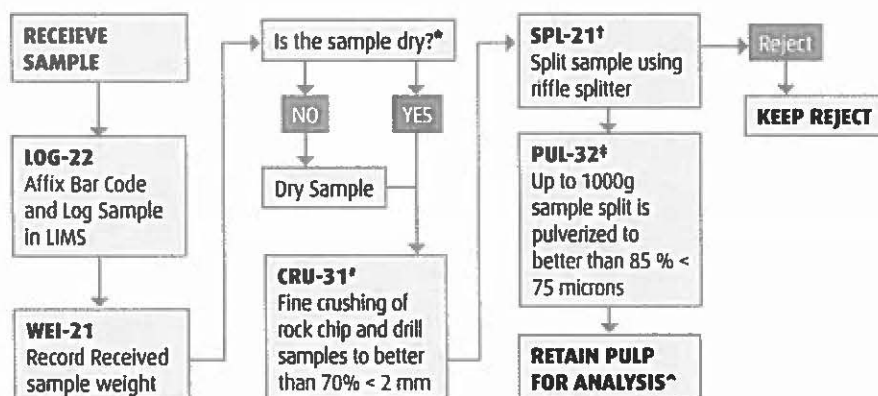 RECEIEVE
SAMPLE
LOG-22
Affix Bar Code
and Log Sample
in LIMS
WEI-21
Record Received
sample weight
Is the sample dry?*
NO
YES
Dry Sample
CRU-31#
Fine crushing of
rock chip and drill
samples to better
than 70% < 2 mm
SPL-21†
Split sample using
riffle splitter
Reject
KEEP REJECT
PUL-32‡
Up to 1000g
sample split is
pulverized to
better than 85 % <
75 microns
RETAIN PULP
FOR ANALYSIS^